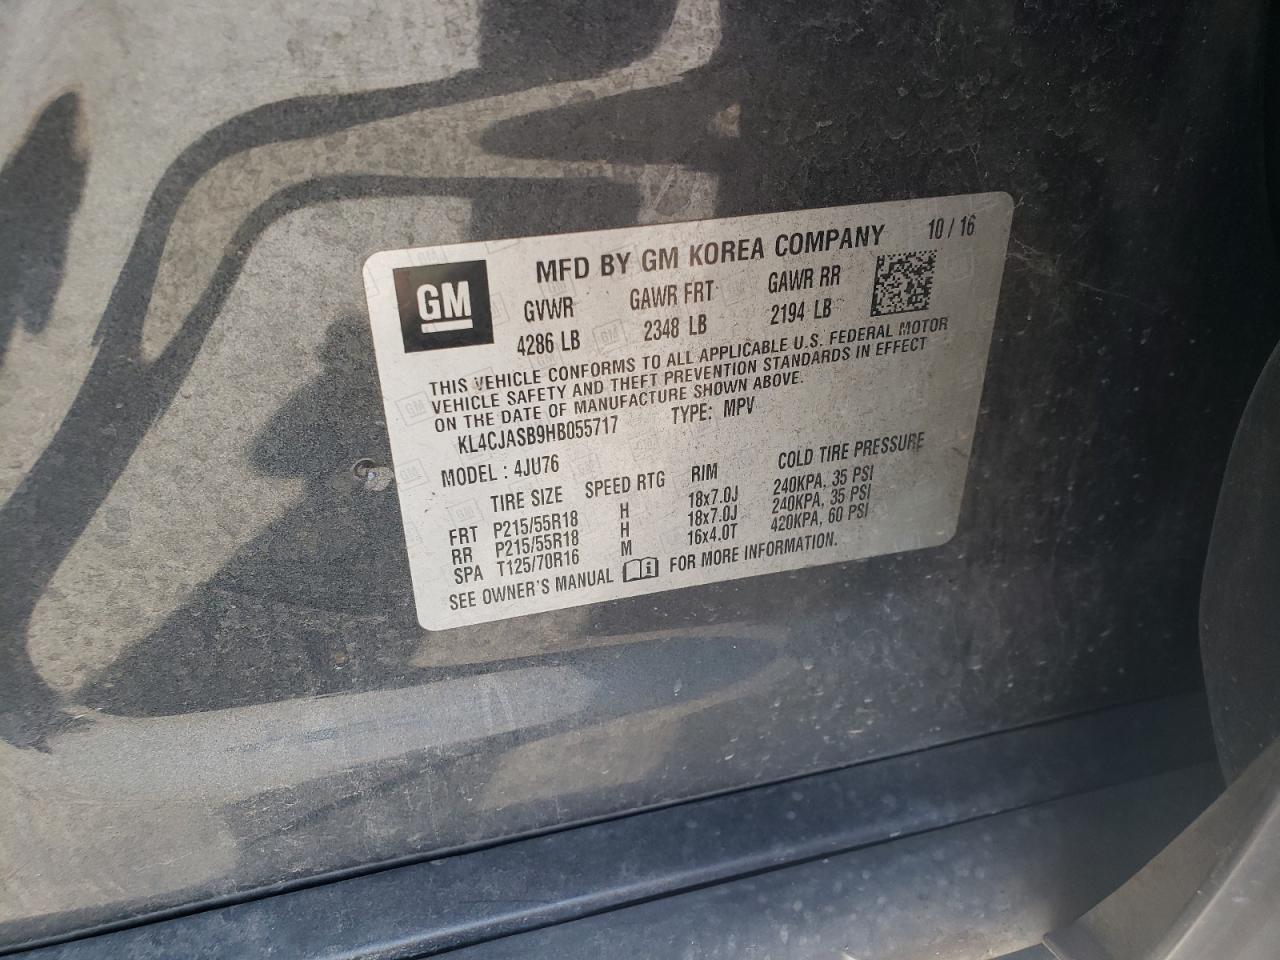 MFD BY GM KOREA COMPANY 10 / 16
GM
GVWR GAWR FRT GAWR RR
4286 LB 2348 LB 2194 LB
THIS VEHICLE CONFORMS TO ALL APPLICABLE U.S. FEDERAL MOTOR
VEHICLE SAFETY AND THEFT PREVENTION STANDARDS IN EFFECT
ON THE DATE OF MANUFACTURE SHOWN ABOVE.
KL4CJASB9HB055717 TYPE: MPV
MODEL : 4JU76
TIRE SIZE SPEED RTG RIM COLD TIRE PRESSURE
FRT P215/55R18 H 18x7.0J 240KPA, 35 PSI
RR P215/55R18 H 18x7.0J 240KPA, 35 PSI
SPA T125/70R16 M 16x4.0T 420KPA, 60 PSI
SEE OWNER'S MANUAL FOR MORE INFORMATION.